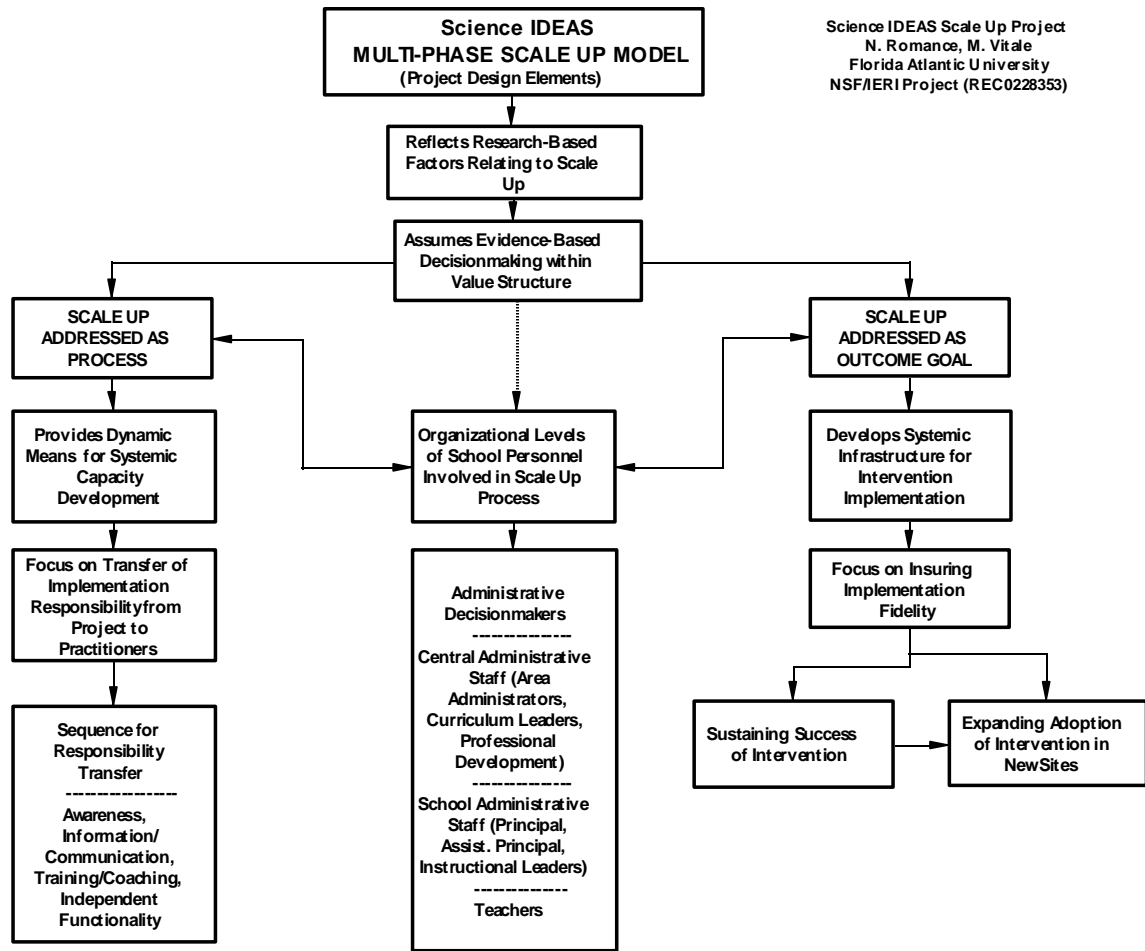 Science IDEAS
MULTI-PHASE SCALE UP MODEL
(Project Design Elements)
Science IDEAS Scale Up Project
N. Romance, M. Vitale
Florida Atlantic University
NSF/IERI Project (REC0228353)
Reflects Research-Based
Factors Relating to Scale
Up
Assumes Evidence-Based
Decisionmaking within
Value Structure
SCALE UP
ADDRESSED AS
PROCESS
SCALE UP
ADDRESSED AS
OUTCOME GOAL
Provides Dynamic
Means for Systemic
Capacity
Development
Organizational Levels
of School Personnel
Involved in Scale Up
Process
Develops Systemic
Infrastructure for
Intervention
Implementation
Focus on Transfer of
Implementation
Responsibility from
Project to
Practitioners
Administrative
Decisionmakers
----------------
Central Administrative
Staff (Area
Administrators,
Curriculum Leaders,
Professional
Development)
----------------
School Administrative
Staff (Principal,
Assist. Principal,
Instructional Leaders)
---------------
Teachers
Focus on Insuring
Implementation
Fidelity
Sequence for
Responsibility
Transfer
-----------------
Awareness,
Information/
Communication,
Training/Coaching,
Independent
Functionality
Sustaining Success
of Intervention
Expanding Adoption
of Intervention in
NewSites